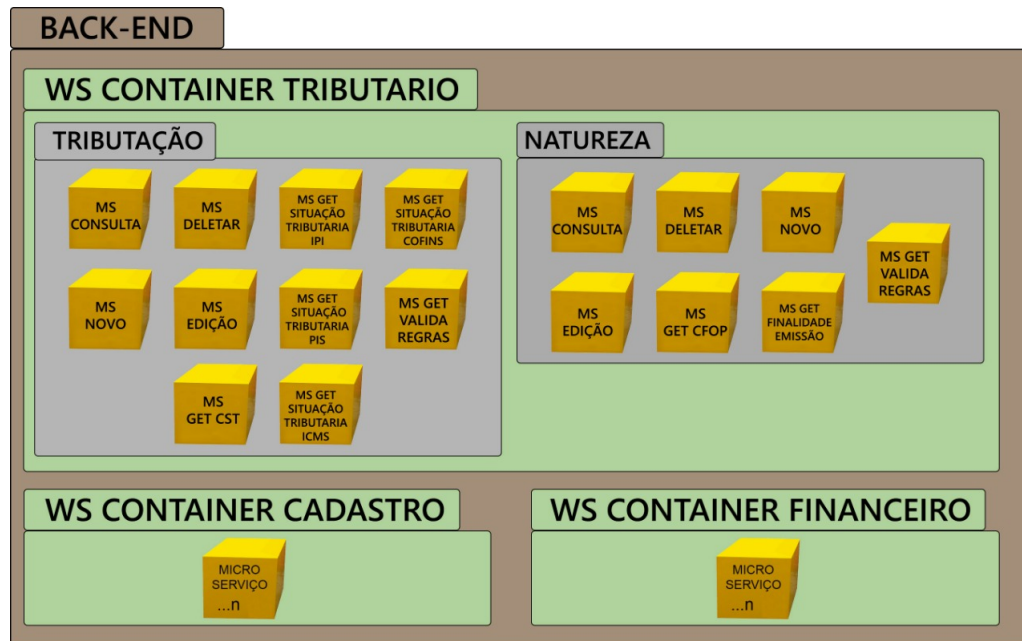 BACK-END
WS CONTAINER TRIBUTARIO
TRIBUTAÇÃO
MS
CONSULTA
MS
DELETAR
MS GET
SITUAÇÃO
TRIBUTARIA
IPI
MS GET
SITUAÇÃO
TRIBUTARIA
COFINS
MS
NOVO
MS
EDIÇÃO
MS GET
SITUAÇÃO
TRIBUTARIA
PIS
MS GET
VALIDA
REGRAS
MS
GET CST
MS GET
SITUAÇÃO
TRIBUTARIA
ICMS
NATUREZA
MS
CONSULTA
MS
DELETAR
MS
NOVO
MS GET
VALIDA
REGRAS
MS
EDIÇÃO
MS
GET CFOP
MS GET
FINALIDADE
EMISSÃO
WS CONTAINER CADASTRO
MICRO
SERVIÇO
...n
WS CONTAINER FINANCEIRO
MICRO
SERVIÇO
...n